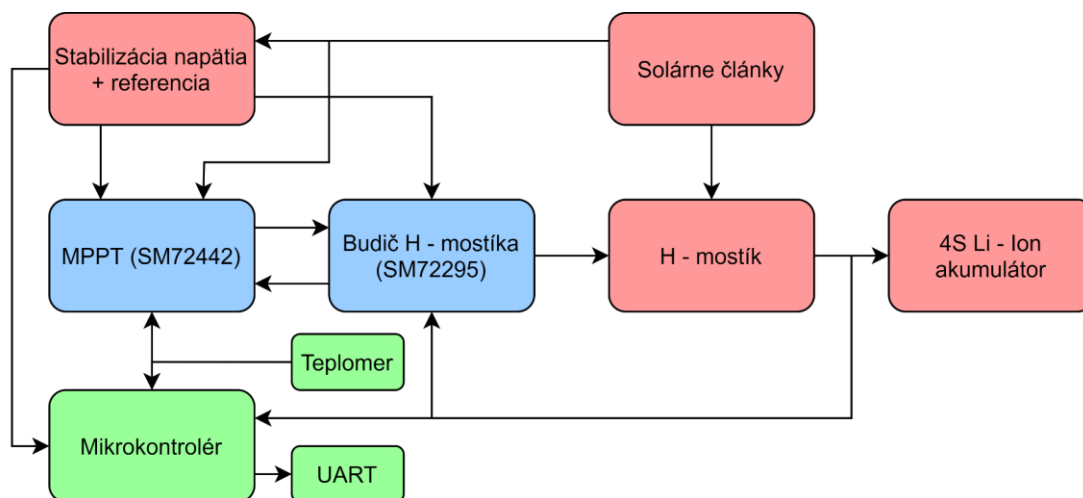 Stabilizácia napätia
+ referencia
Solárne články
MPPT (SM72442)
Budič H - mostíka
(SM72295)
H - mostík
4S Li - Ion
akumulátor
Teplomer
Mikrokontrolér
UART